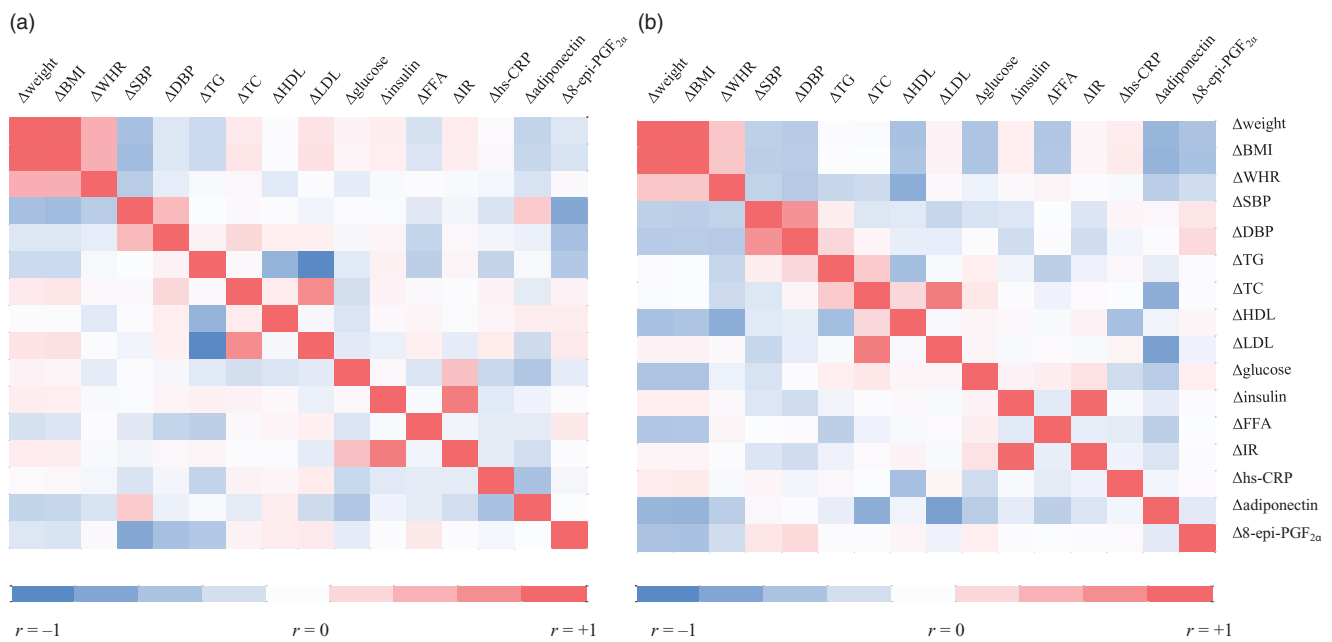 (a)
Δweight
ΔBMI
ΔWHR
ΔSBP
ΔDBP
ΔTG
ΔTC
ΔHDL
ΔLDL
Δglucose
Δinsulin
ΔFFA
ΔIR
Δhs-CRP
Δadiponectin
Δ8-epi-PGF₂α
r = –1
r = 0
r = +1
(b)
Δweight
ΔBMI
ΔWHR
ΔSBP
ΔDBP
ΔTG
ΔTC
ΔHDL
ΔLDL
Δglucose
Δinsulin
ΔFFA
ΔIR
Δhs-CRP
Δadiponectin
Δ8-epi-PGF₂α
Δweight
ΔBMI
ΔWHR
ΔSBP
ΔDBP
ΔTG
ΔTC
ΔHDL
ΔLDL
Δglucose
Δinsulin
ΔFFA
ΔIR
Δhs-CRP
Δadiponectin
Δ8-epi-PGF₂α
r = –1
r = 0
r = +1